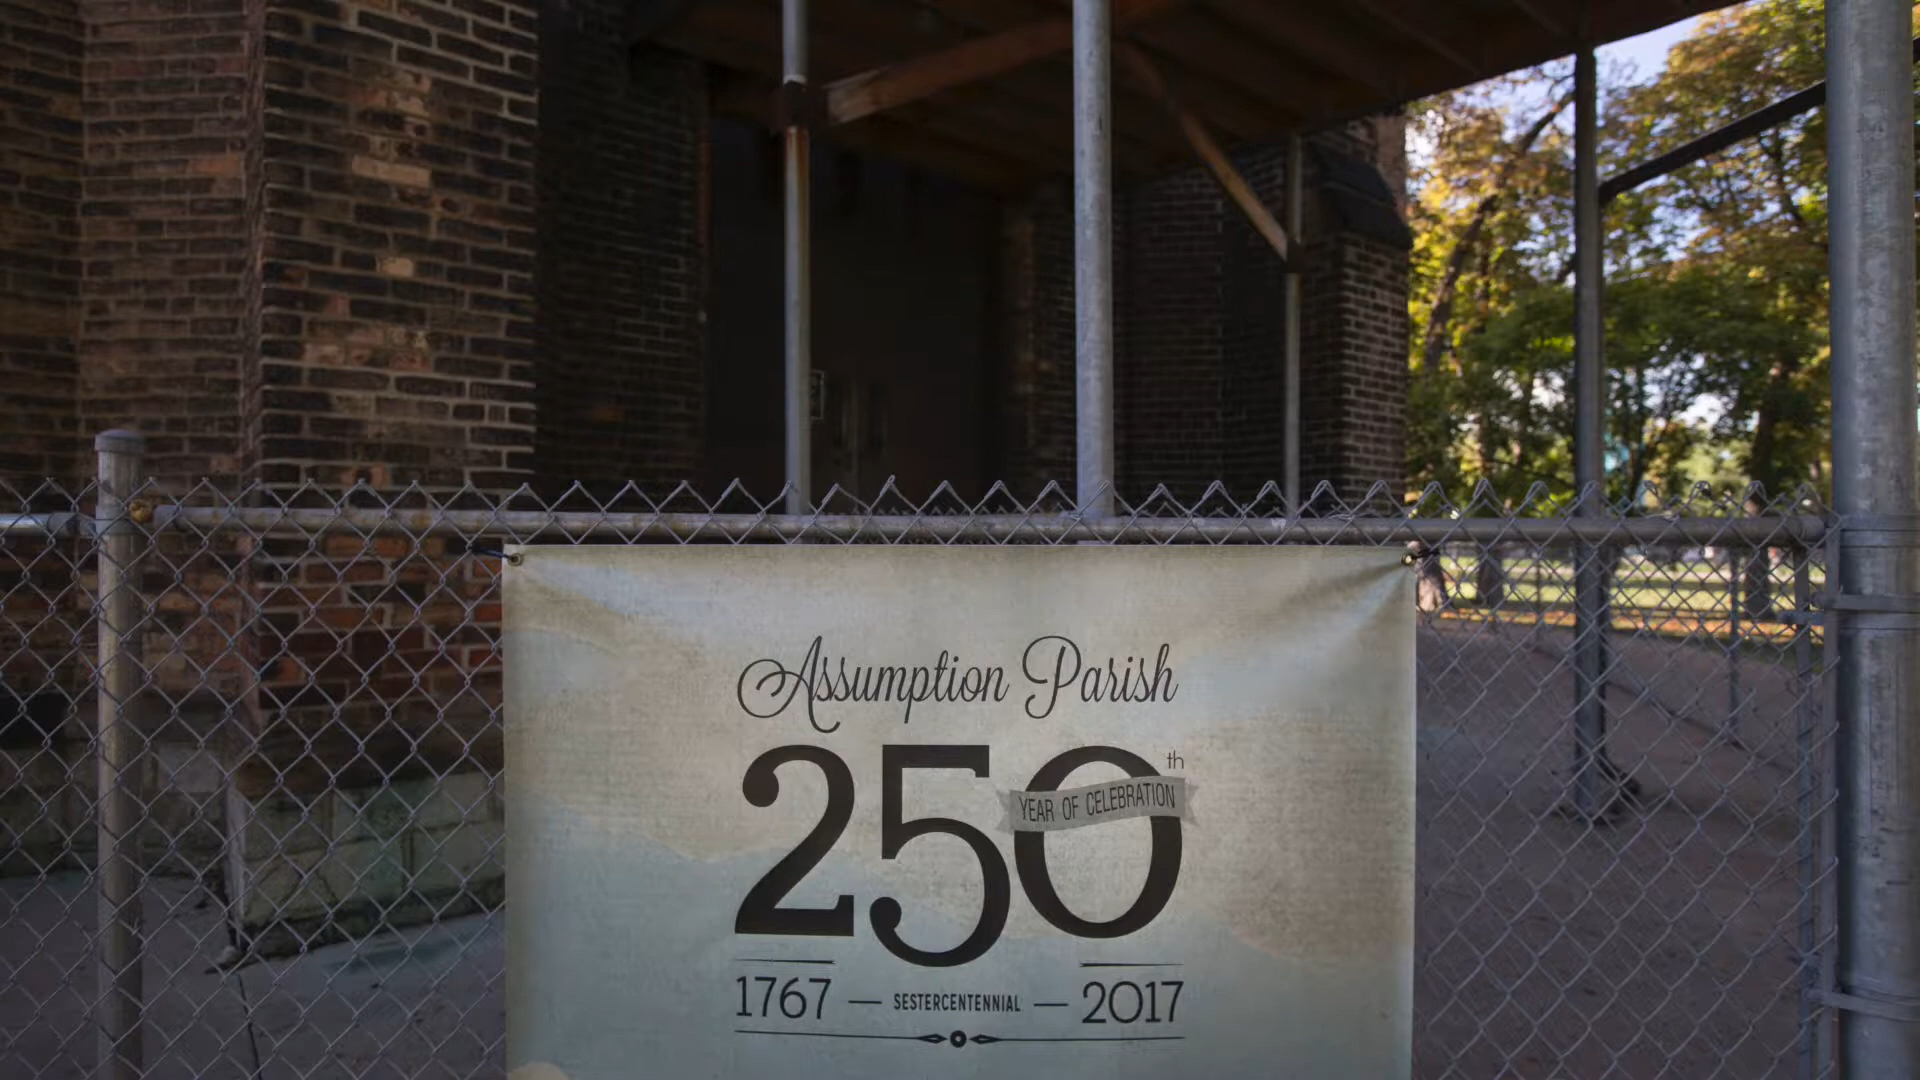 Assumption Parish
250th
YEAR OF CELEBRATION
1767 — SESTERCENTENNIAL — 2017